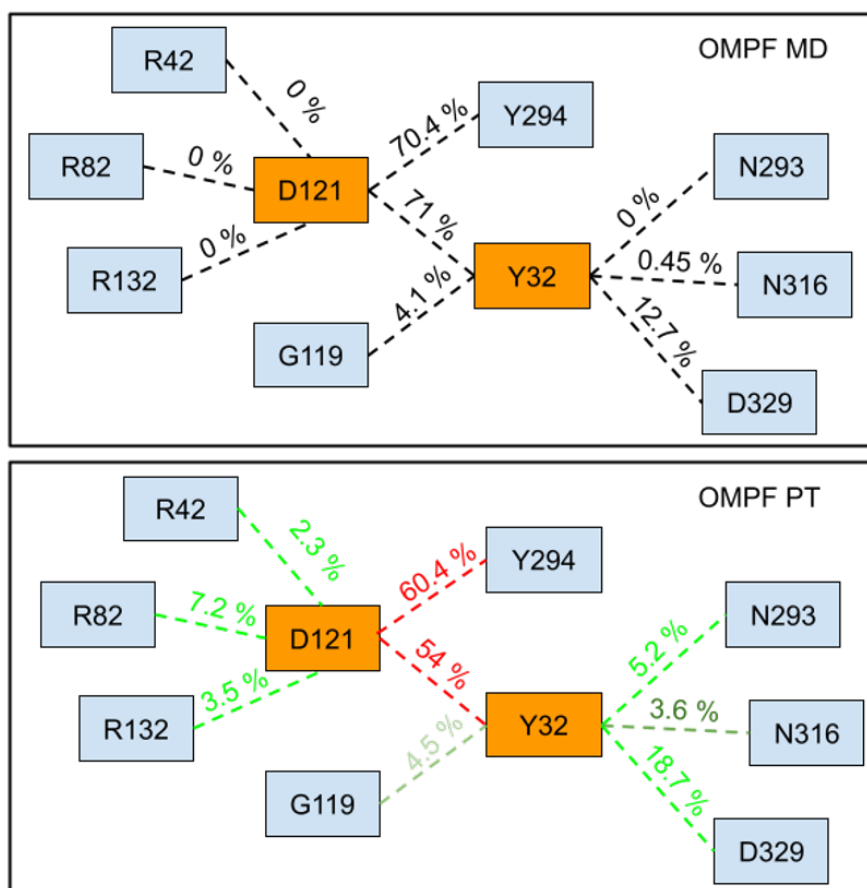 OMPF MD
R42
0 %
R82
0 %
R132
0 %
D121
70.4 %
Y294
71 %
Y32
4.1 %
G119
0 %
N293
0.45 %
N316
12.7 %
D329
OMPF PT
R42
2.3 %
R82
7.2 %
R132
3.5 %
D121
60.4 %
Y294
54 %
Y32
4.5 %
G119
5.2 %
N293
3.6 %
N316
18.7 %
D329